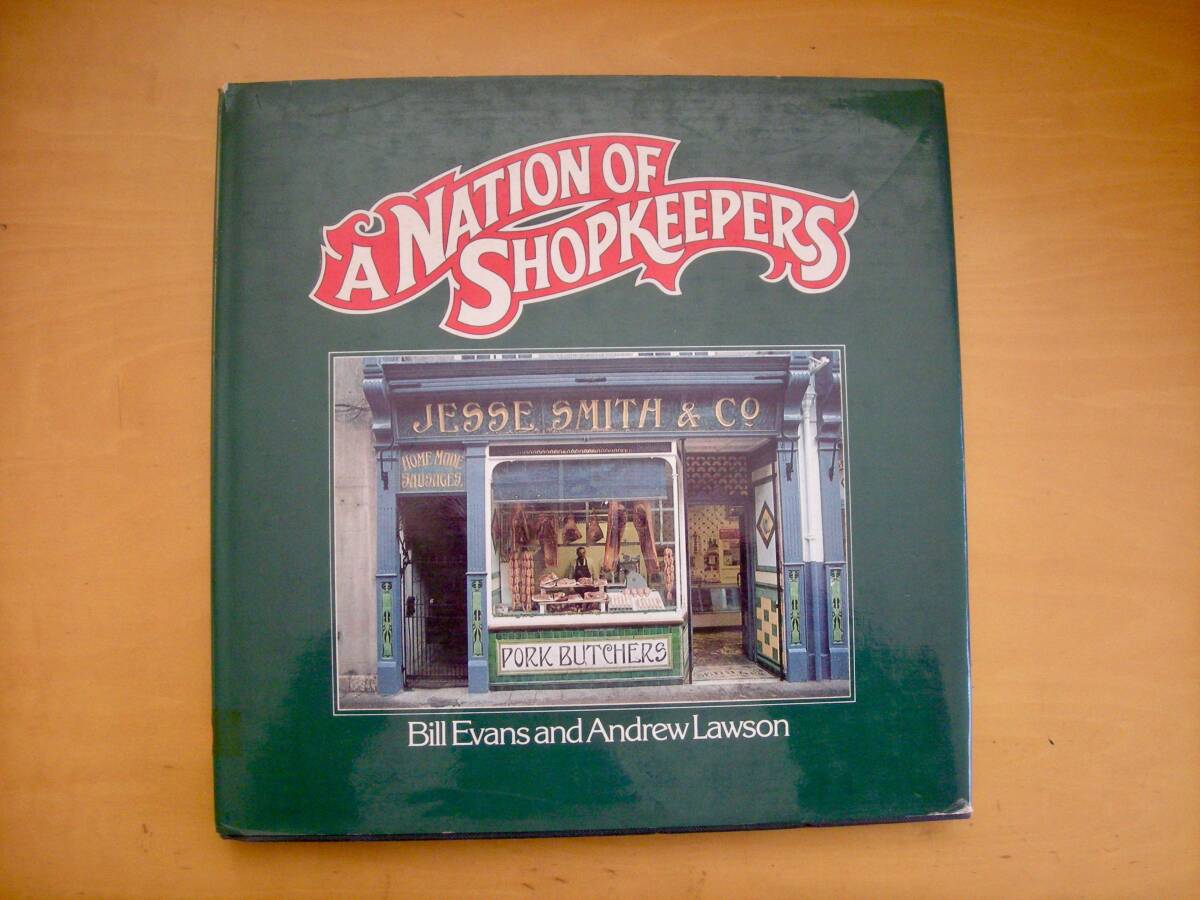 A NATION OF
SHOPKEEPERS
JESSE SMITH & CO
HOME MADE
SAUSAGES.
PORK BUTCHERS
Bill Evans and Andrew Lawson